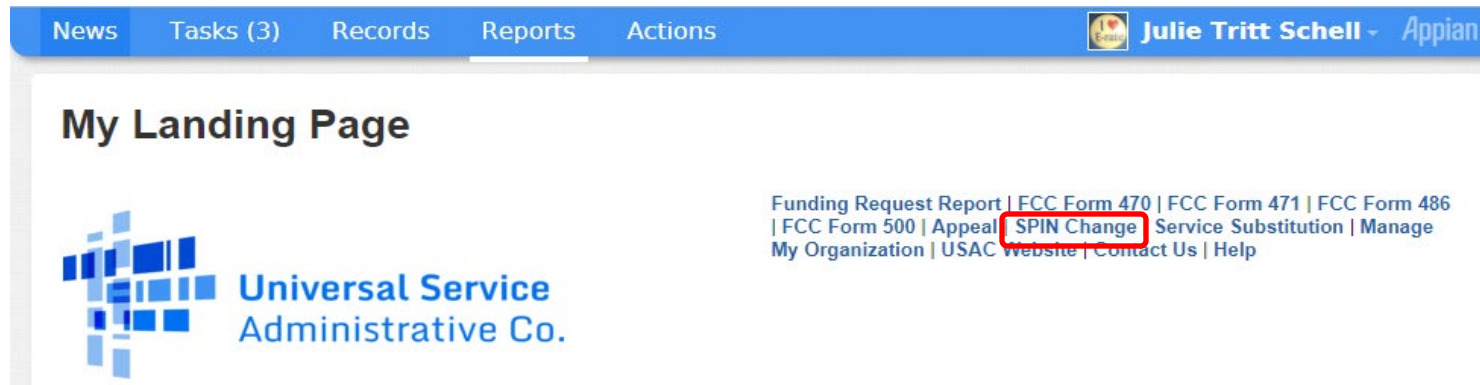 News Tasks (3) Records Reports Actions I ♥ E-rate Julie Tritt Schell Appian
My Landing Page
Funding Request Report | FCC Form 470 | FCC Form 471 | FCC Form 486
| FCC Form 500 | Appeal | SPIN Change | Service Substitution | Manage
My Organization | USAC Website | Contact Us | Help
Universal Service
Administrative Co.